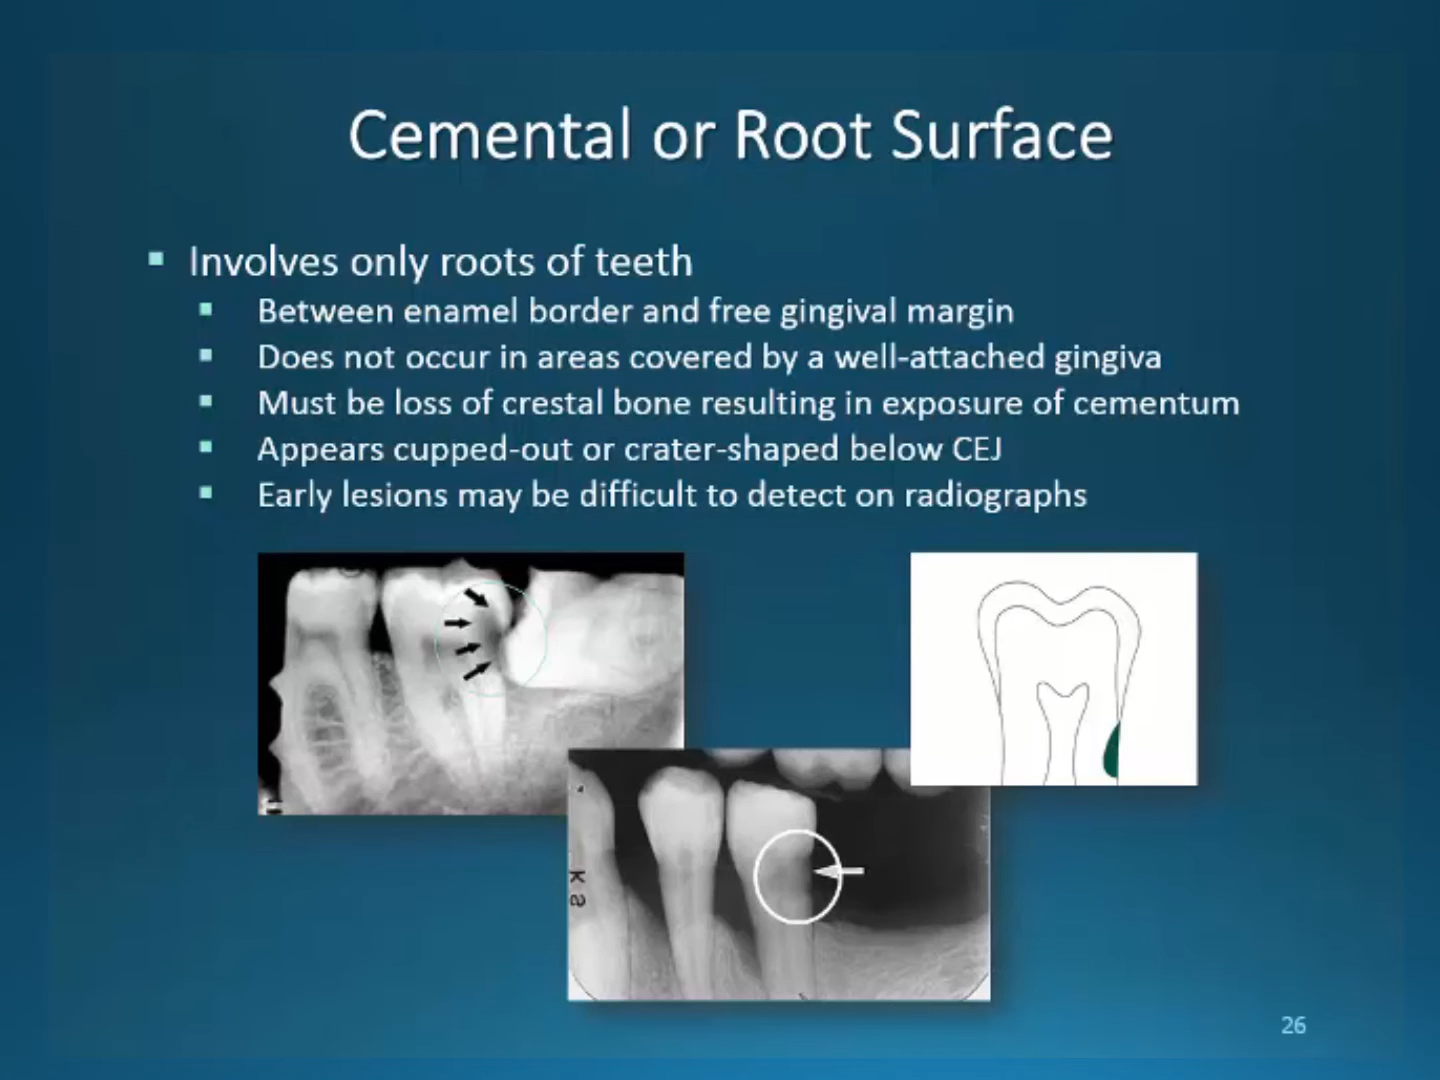 Cemental or Root Surface
Involves only roots of teeth
Between enamel border and free gingival margin
Does not occur in areas covered by a well-attached gingiva
Must be loss of crestal bone resulting in exposure of cementum
Appears cupped-out or crater-shaped below CEJ
Early lesions may be difficult to detect on radiographs
26